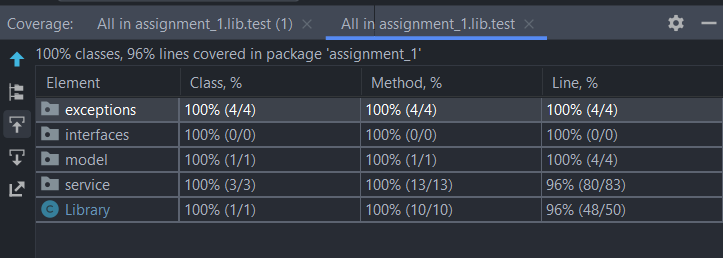 Coverage: All in assignment_1.lib.test (1) All in assignment_1.lib.test
100% classes, 96% lines covered in package 'assignment_1'
Element Class, % Method, % Line, %
exceptions 100% (4/4) 100% (4/4) 100% (4/4)
interfaces 100% (0/0) 100% (0/0) 100% (0/0)
model 100% (1/1) 100% (1/1) 100% (4/4)
service 100% (3/3) 100% (13/13) 96% (80/83)
C Library 100% (1/1) 100% (10/10) 96% (48/50)